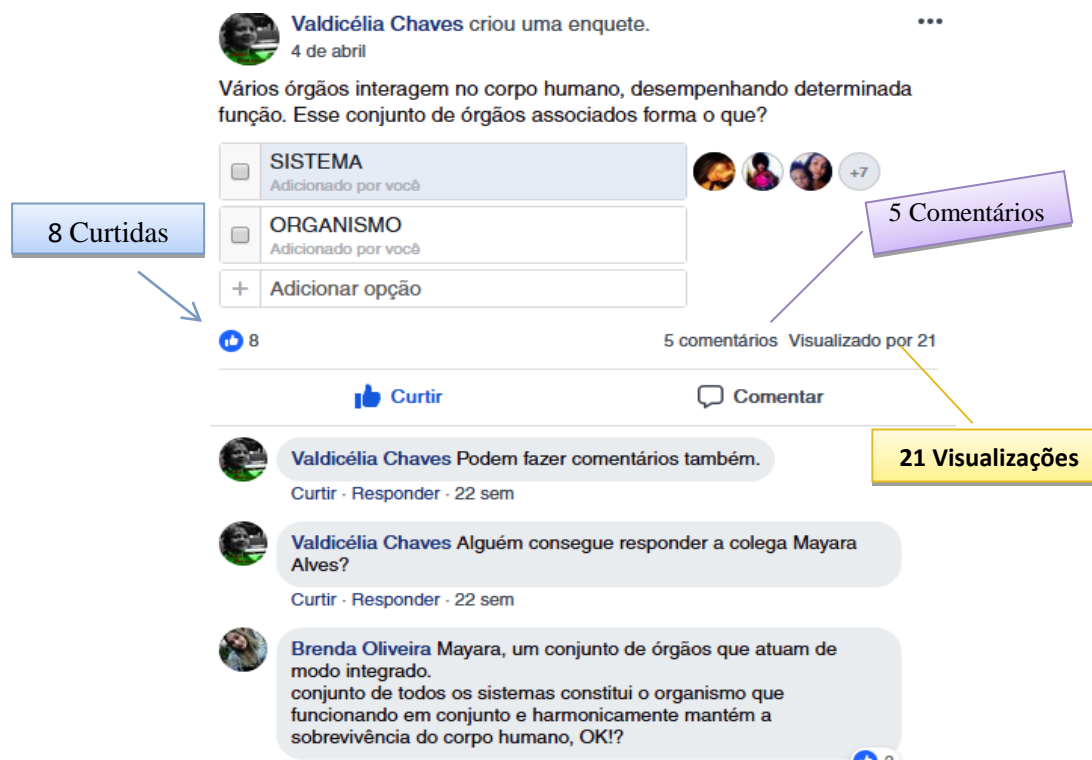 Valdicélia Chaves criou uma enquete.
4 de abril
Vários órgãos interagem no corpo humano, desempenhando determinada
função. Esse conjunto de órgãos associados forma o que?
SISTEMA
Adicionado por você
+7
ORGANISMO
Adicionado por você
+ Adicionar opção
8 Curtidas
5 Comentários
8
5 comentários Visualizado por 21
Curtir
Comentar
21 Visualizações
Valdicélia Chaves Podem fazer comentários também.
Curtir · Responder · 22 sem
Valdicélia Chaves Alguém consegue responder a colega Mayara
Alves?
Curtir · Responder · 22 sem
Brenda Oliveira Mayara, um conjunto de órgãos que atuam de
modo integrado.
conjunto de todos os sistemas constitui o organismo que
funcionando em conjunto e harmonicamente mantém a
sobrevivência do corpo humano, OK!?